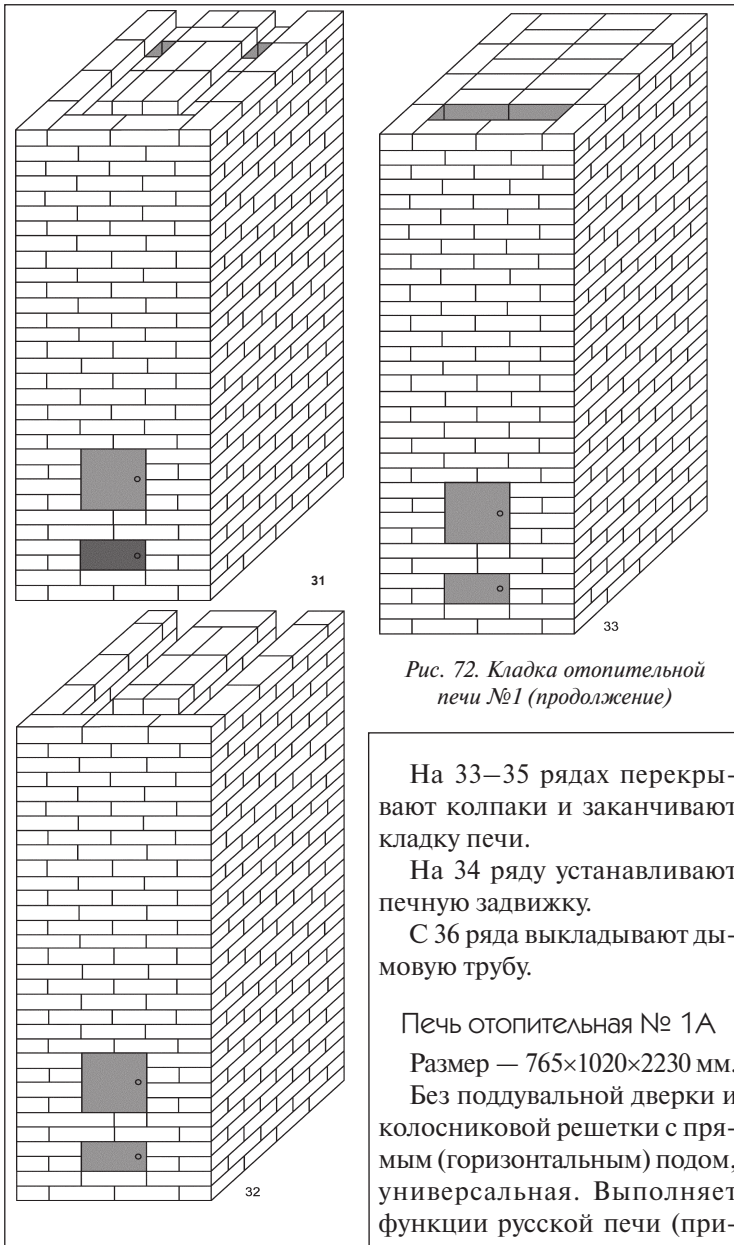 31
33
32
Рис. 72. Кладка отопительной
печи №1 (продолжение)
На 33–35 рядах перекры-
вают колпаки и заканчивают
кладку печи.
На 34 ряду устанавливают
печную задвижку.
С 36 ряда выкладывают ды-
мовую трубу.
Печь отопительная № 1А
Размер — 765×1020×2230 мм.
Без поддувальной дверки и
колосниковой решетки с пря-
мым (горизонтальным) подом,
универсальная. Выполняет
функции русской печи (при-